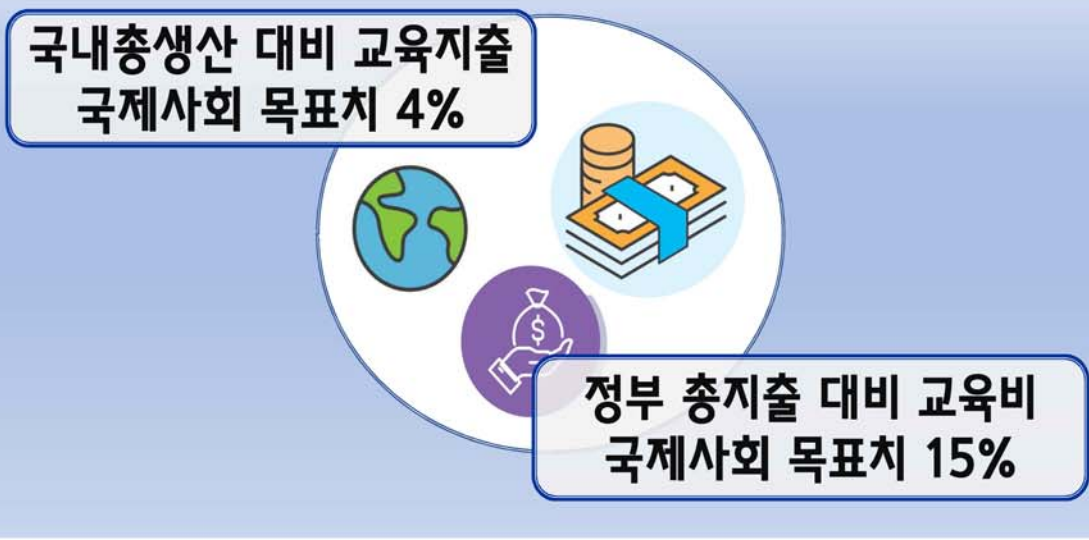 국내총생산 대비 교육지출
국제사회 목표치 4%
$
정부 총지출 대비 교육비
국제사회 목표치 15%